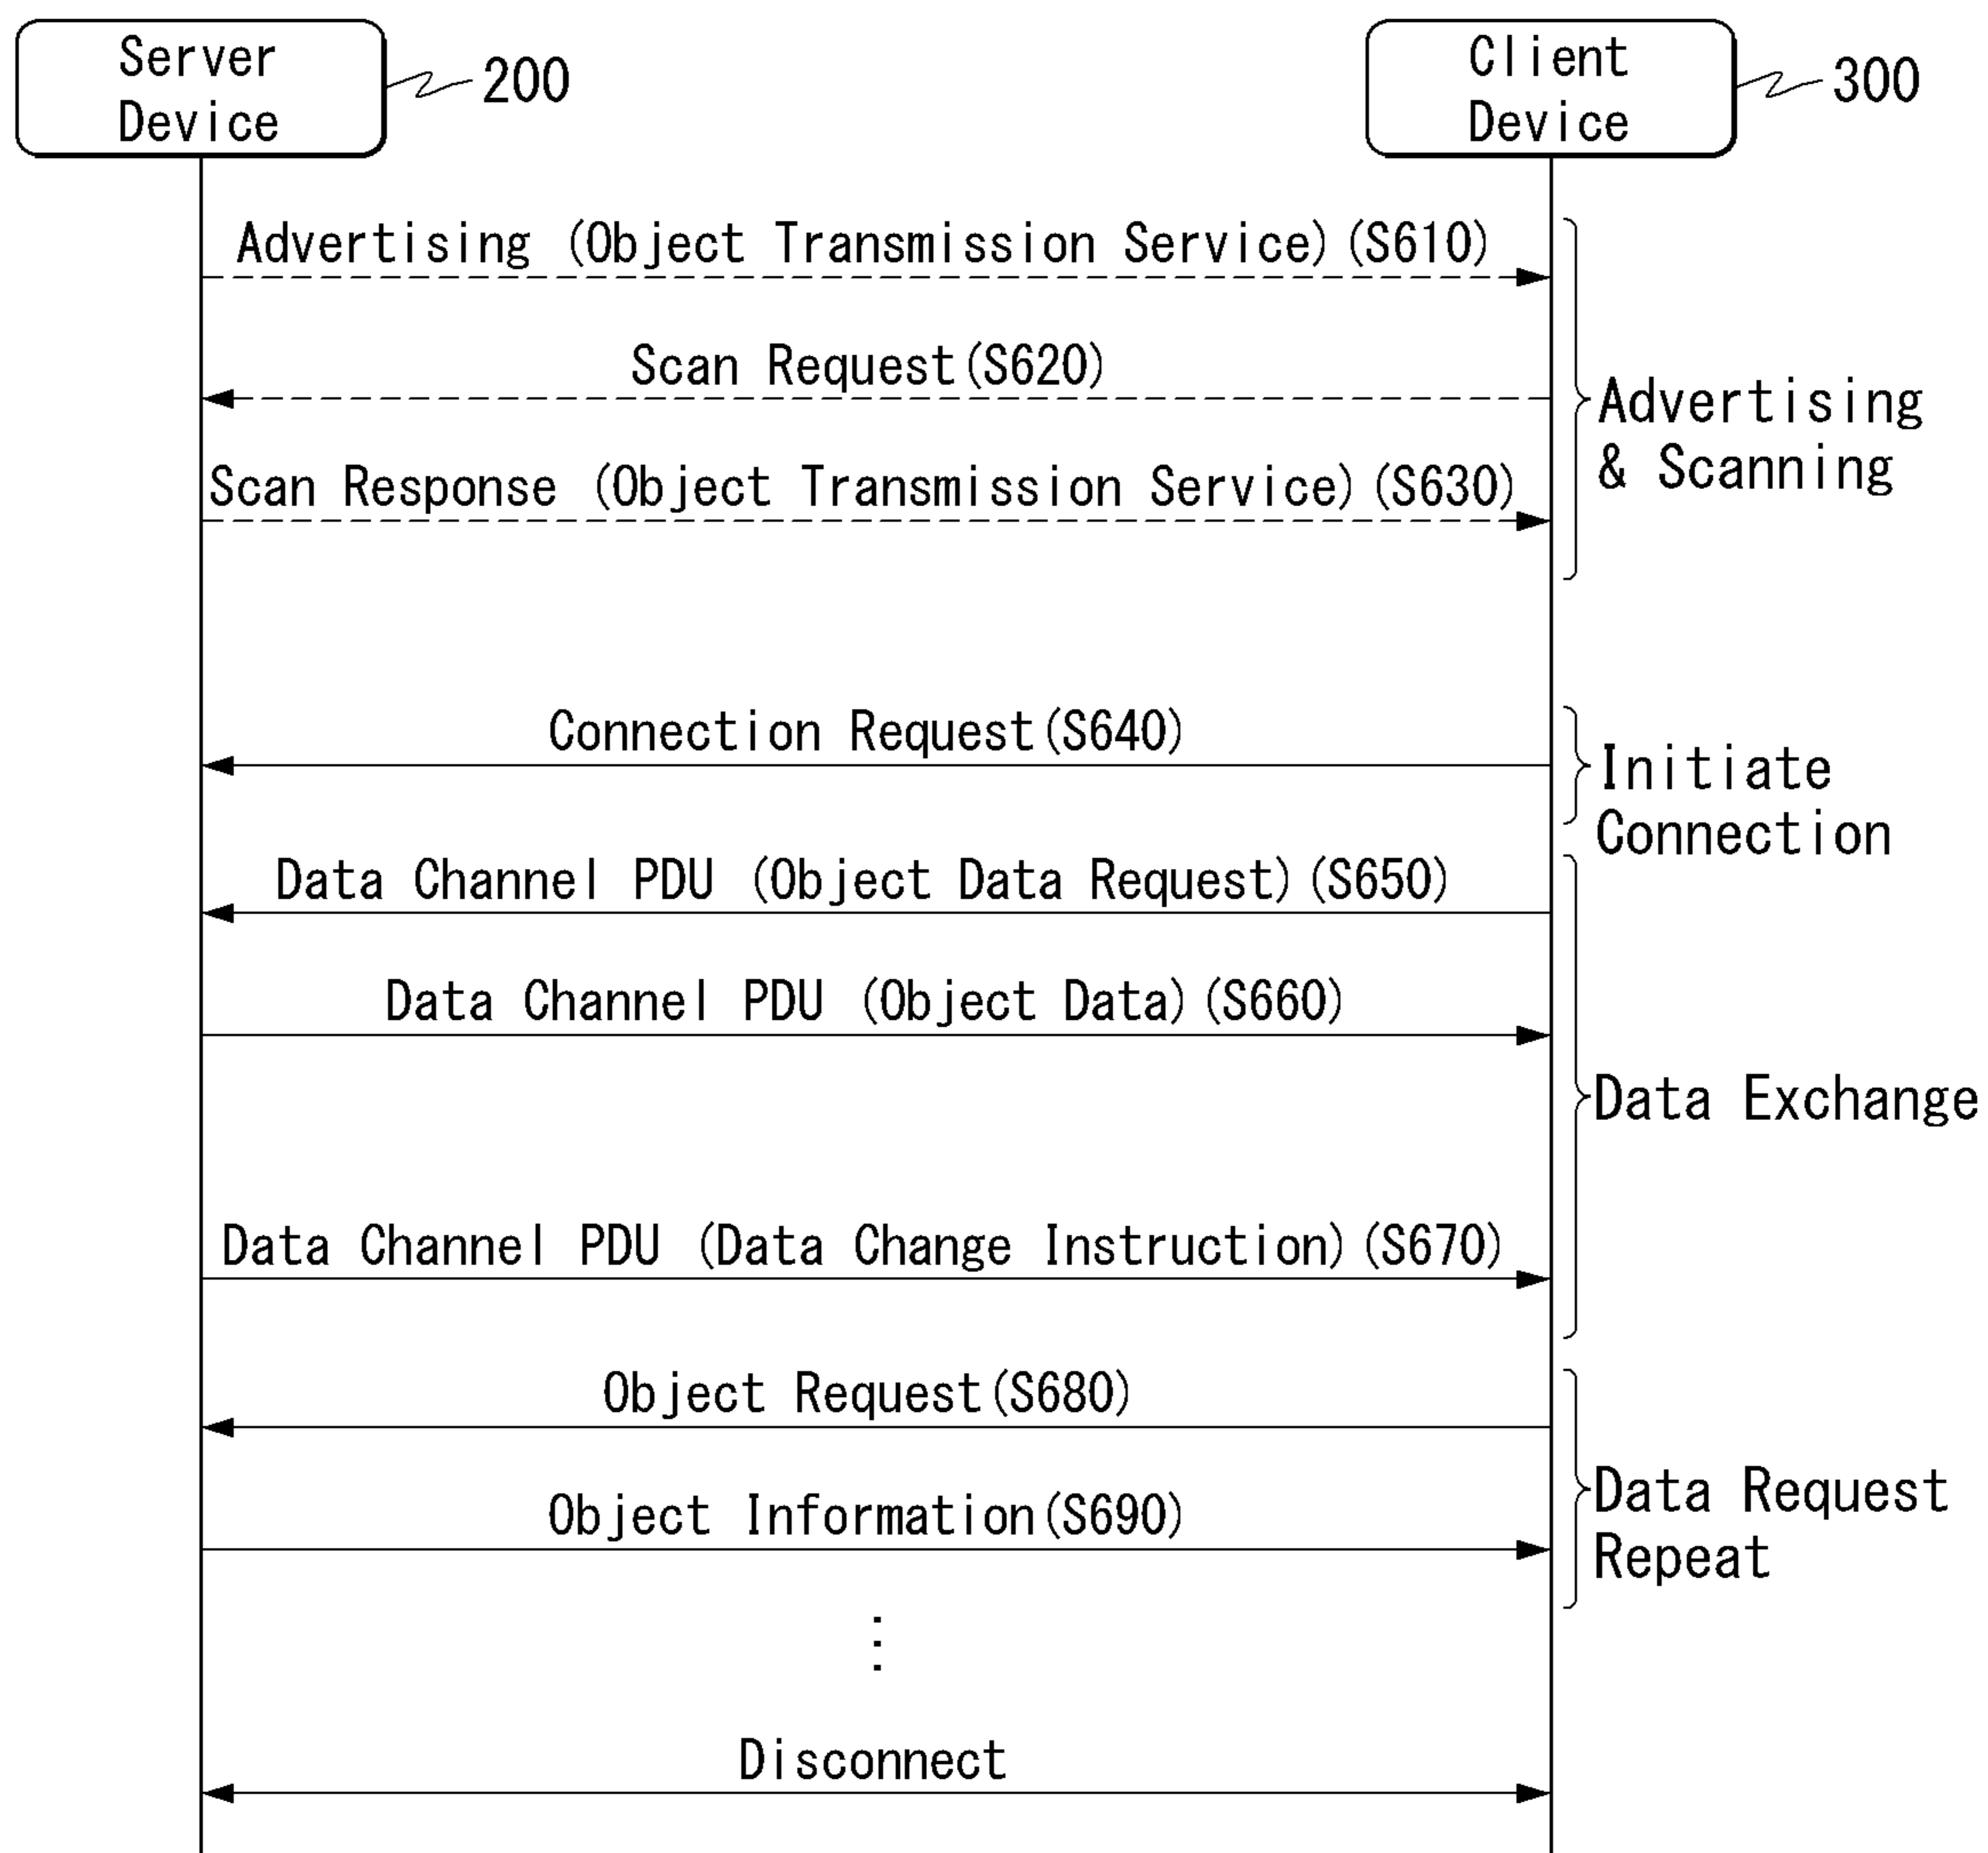 Server
Device
200
Client
Device
300
Advertising (Object Transmission Service)(S610)
Scan Request(S620)
Advertising
& Scanning
Scan Response (Object Transmission Service)(S630)
Connection Request(S640)
Initiate
Connection
Data Channel PDU (Object Data Request)(S650)
Data Channel PDU (Object Data)(S660)
Data Exchange
Data Channel PDU (Data Change Instruction)(S670)
Object Request(S680)
Object Information(S690)
Data Request
Repeat
Disconnect